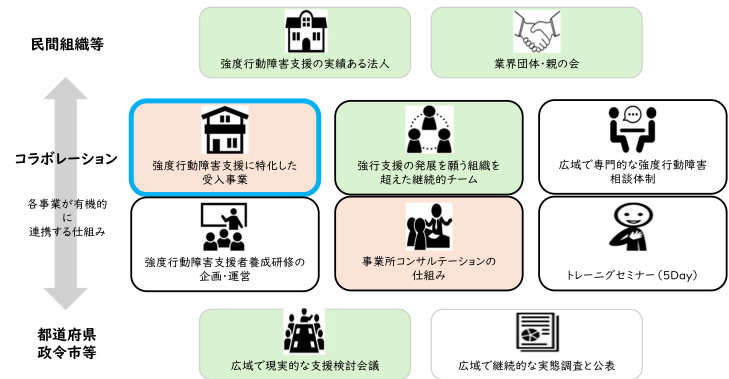 民間組織等
強度行動障害支援の実績ある法人
業界団体・親の会
コラボレーション
各事業が有機的
に
連携する仕組み
強度行動障害支援に特化した
受入事業
強行支援の発展を願う組織を
超えた継続的チーム
広域で専門的な強度行動障害
相談体制
強度行動障害支援者養成研修の
企画・運営
事業所コンサルテーションの
仕組み
トレーニグセミナー(5Day)
都道府県
政令市等
広域で現実的な支援検討会議
広域で継続的な実態調査と公表